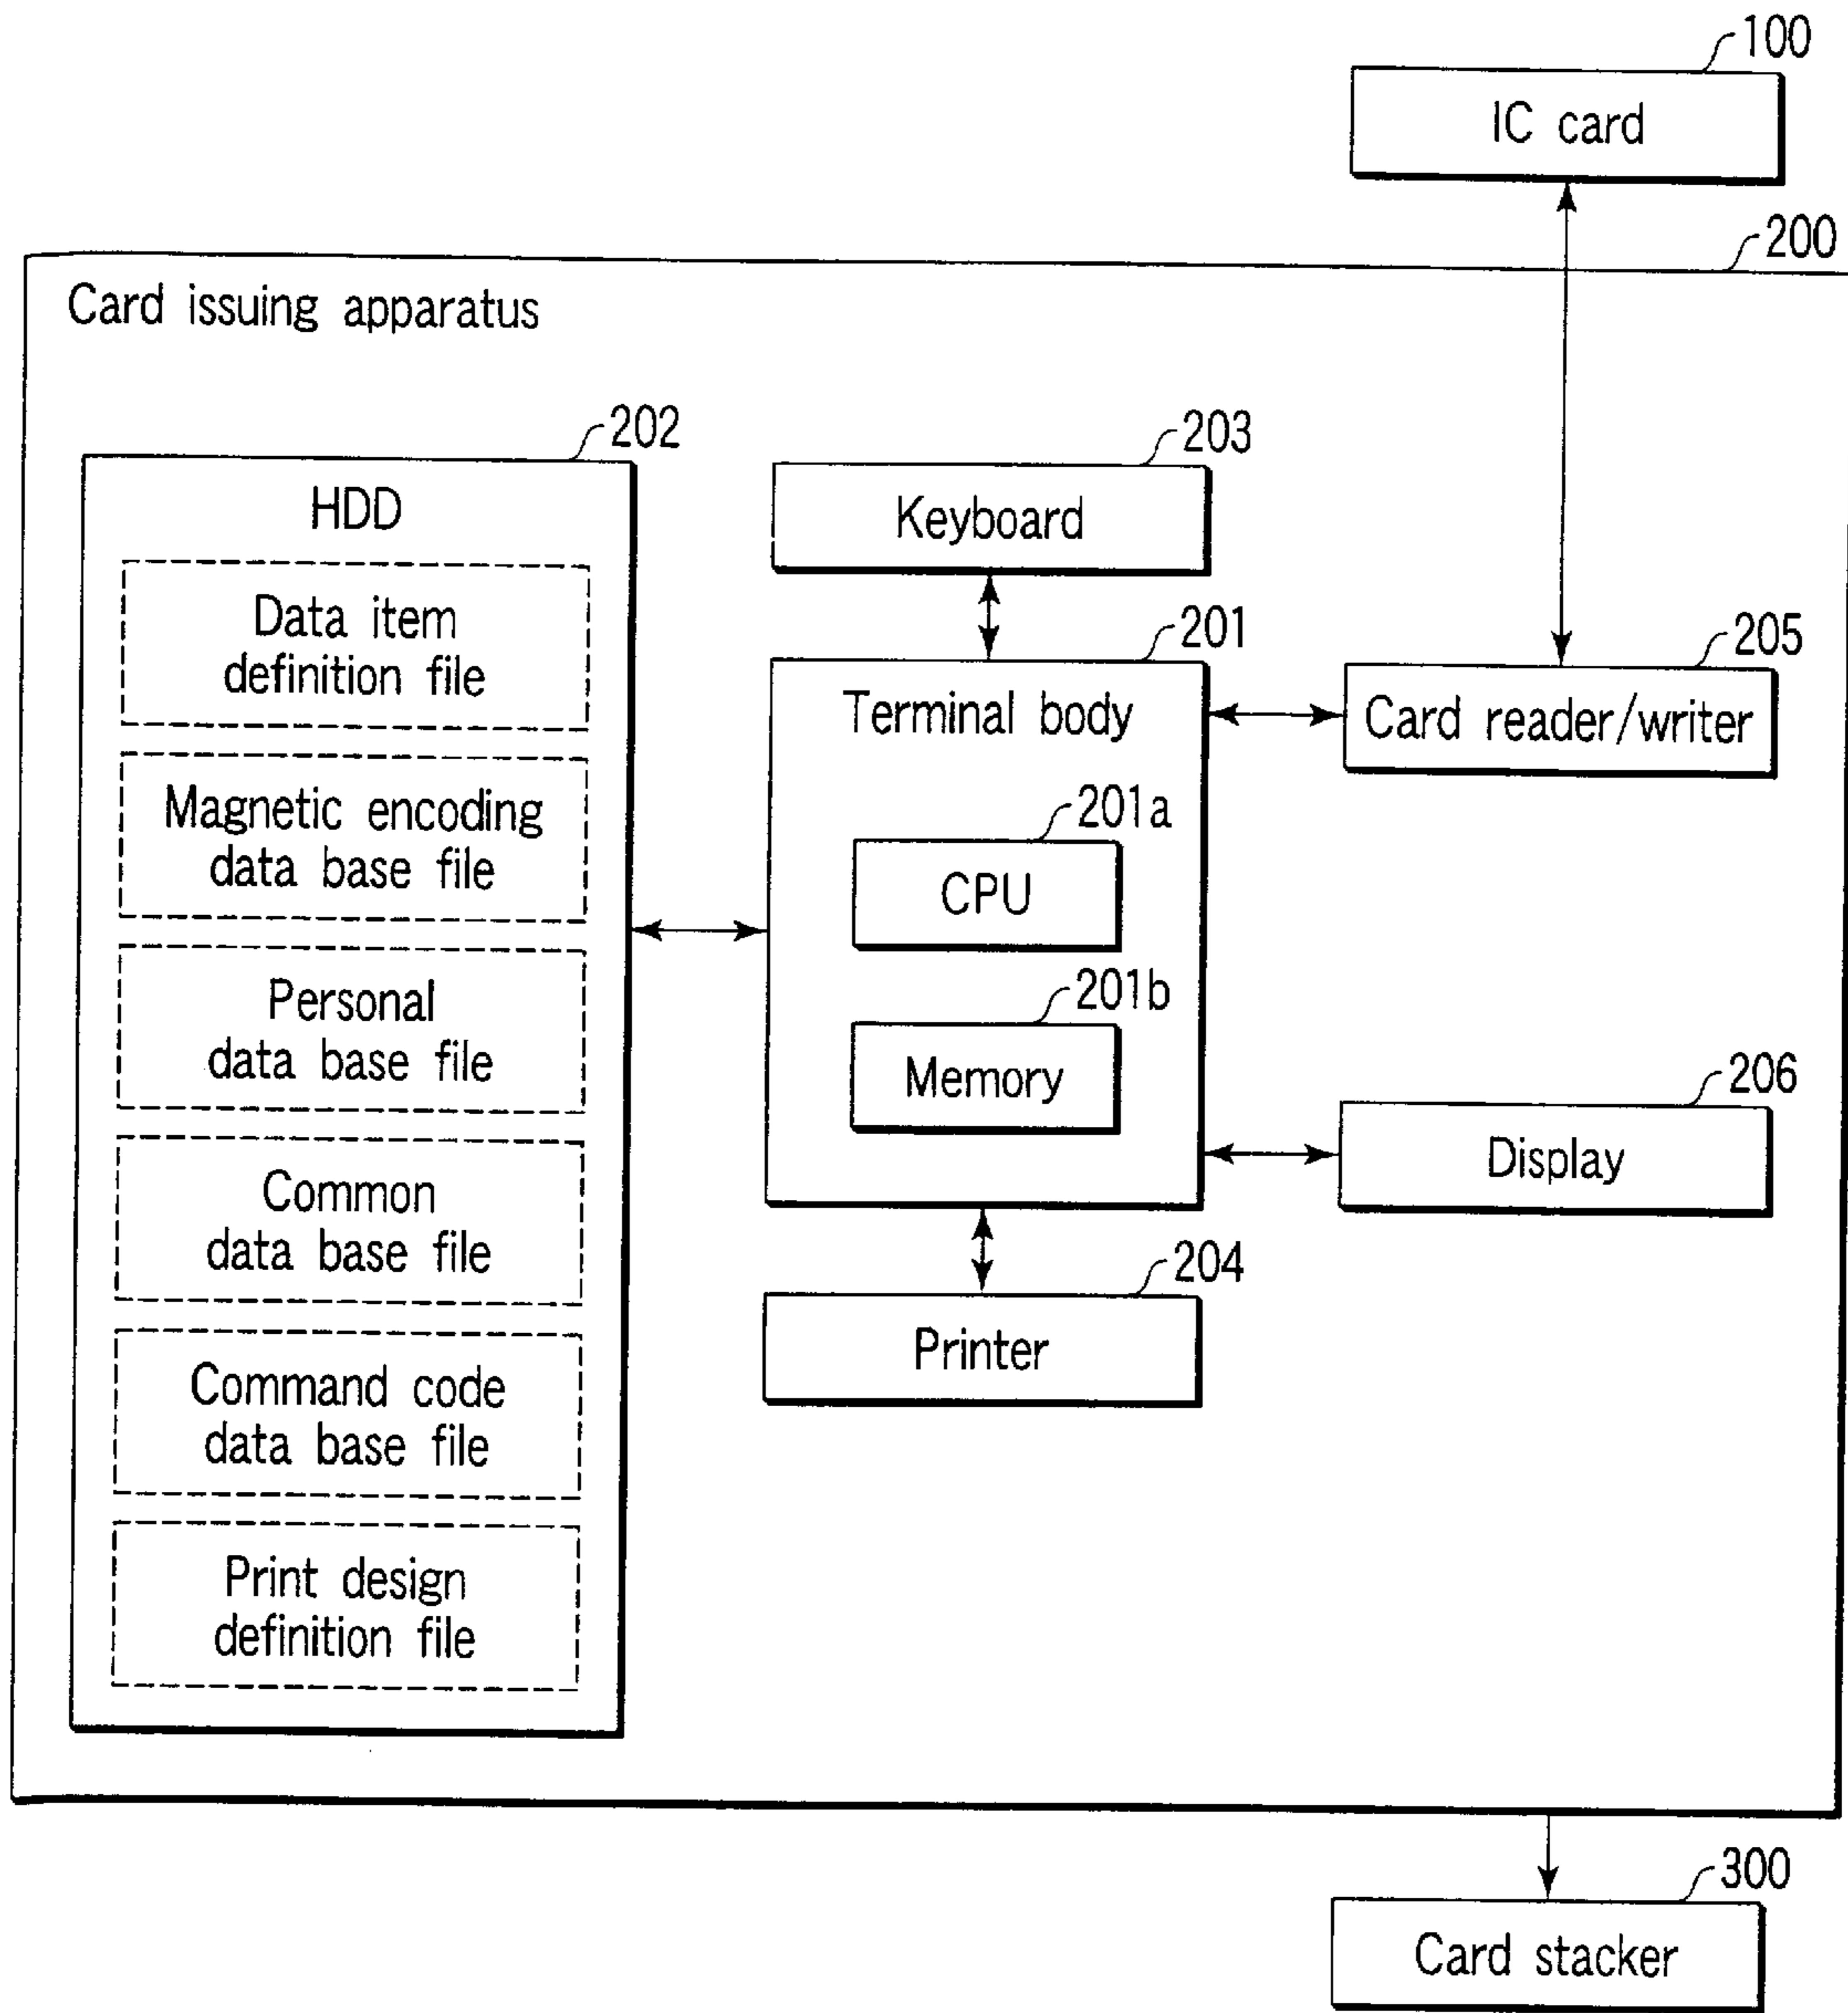 100
IC card
200
Card issuing apparatus
202
HDD
Data item
definition file
Magnetic encoding
data base file
Personal
data base file
Common
data base file
Command code
data base file
Print design
definition file
203
Keyboard
201
Terminal body
201a
CPU
201b
Memory
205
Card reader/writer
206
Display
204
Printer
300
Card stacker